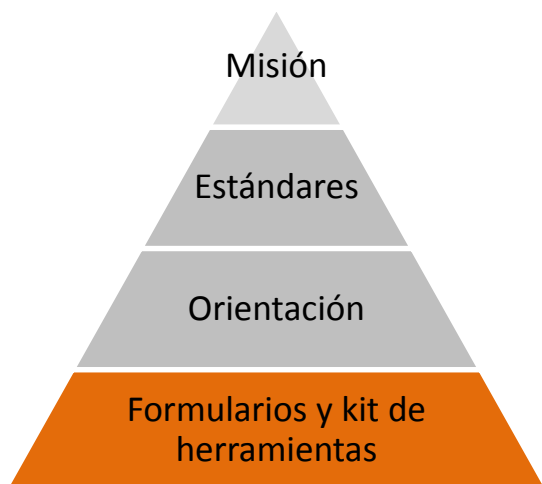 Misión
Estándares
Orientación
Formularios y kit de
herramientas